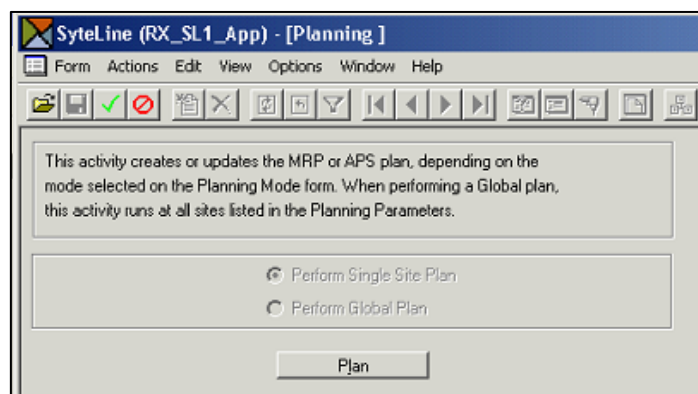 SyteLine (RX_SL1_App) - [Planning ]
Form Actions Edit View Options Window Help
This activity creates or updates the MRP or APS plan, depending on the
mode selected on the Planning Mode form. When performing a Global plan,
this activity runs at all sites listed in the Planning Parameters.
Perform Single Site Plan
Perform Global Plan
Plan